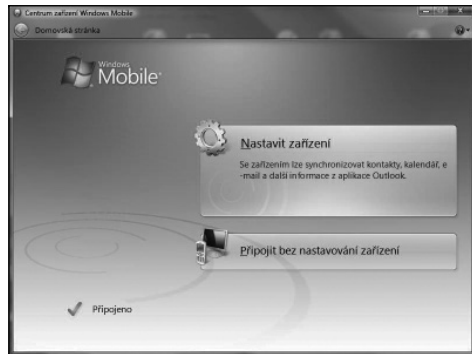 Centrum zařízení Windows Mobile
Domovská stránka
Windows
Mobile
Nastavit zařízení
Se zařízením lze synchronizovat kontakty, kalendář, e
-mail a další informace z aplikace Outlook.
Připojit bez nastavování zařízení
Připojeno